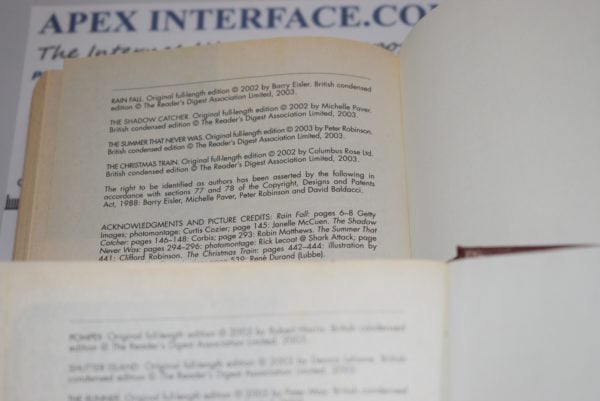 APEX INTERFACE.CO
The
RAIN FALL. Original full-length edition © 2002 by Barry Eisler. British condensed
edition © The Reader's Digest Association Limited, 2003.
THE SHADOW CATCHER. Original full-length edition © 2002 by Michelle Paver.
British condensed edition © The Reader's Digest Association Limited, 2003.
THE SUMMER THAT NEVER WAS. Original full-length edition © 2003 by Peter Robinson.
British condensed edition © The Reader's Digest Association Limited, 2003.
THE CHRISTMAS TRAIN. Original full-length edition © 2002 by Columbus Rose Ltd.
British condensed edition © The Reader's Digest Association Limited, 2003.
The right to be identified as authors has been asserted by the following in
accordance with sections 77 and 78 of the Copyright, Designs and Patents
Act, 1988: Barry Eisler, Michelle Paver, Peter Robinson and David Baldacci.
ACKNOWLEDGMENTS AND PICTURE CREDITS: Rain Fall: pages 6–8 Getty
Images; photomontage: Curtis Cozier; page 145: Janelle McCuen. The Shadow
Catcher: pages 146–148: Corbis; page 293: Robin Matthews. The Summer That
Never Was: pages 294–296: photomontage: Rick Lecoat @ Shark Attack; page
441: Clifford Robinson. The Christmas Train: pages 442–444: illustration by
539: René Durand (Lubbe).
POMPEII. Original full-length edition © 2003 by Robert Harris. British condensed
edition © The Reader's Digest Association Limited, 2003.
SHUTTER ISLAND. Original full-length edition © 2003 by Dennis Lehane. British
condensed edition © The Reader's Digest Association Limited, 2003.
THE SUMMER Original full-length edition © 2003 by Peter